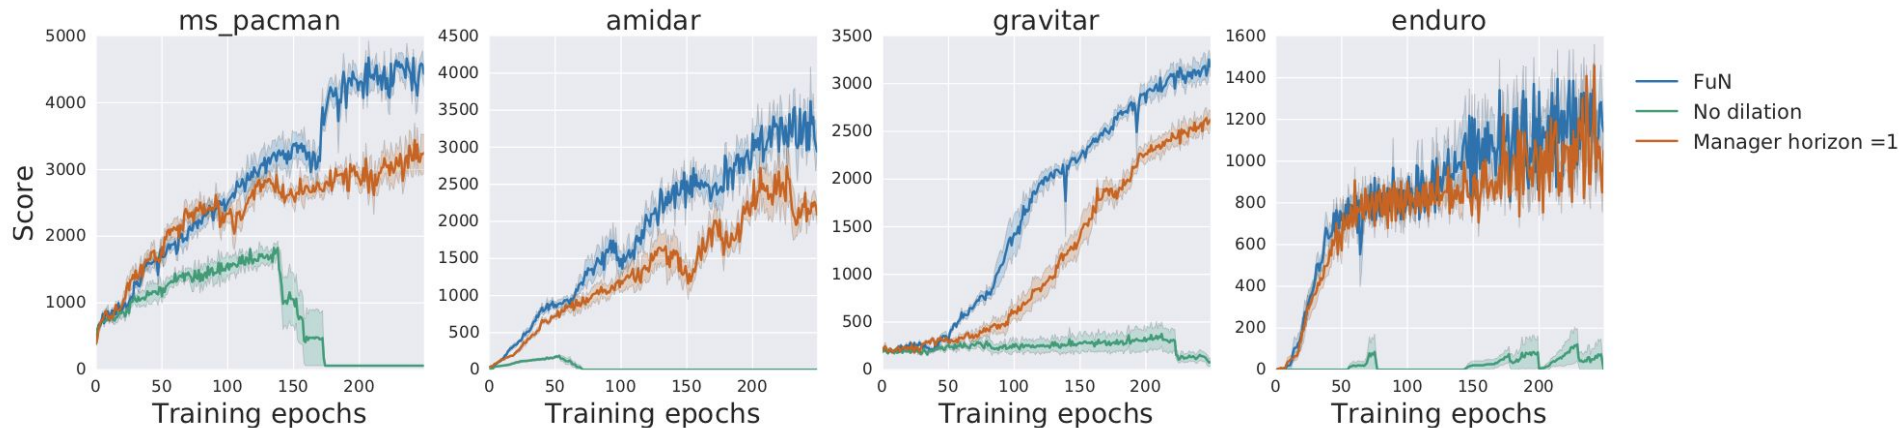 ms_pacman
amidar
gravitar
enduro
Score
5000
4000
3000
2000
1000
0
0 50 100 150 200
Training epochs
4500
4000
3500
3000
2500
2000
1500
1000
500
0
0 50 100 150 200
Training epochs
3500
3000
2500
2000
1500
1000
500
0
0 50 100 150 200
Training epochs
1600
1400
1200
1000
800
600
400
200
0
0 50 100 150 200
Training epochs
FuN
No dilation
Manager horizon =1